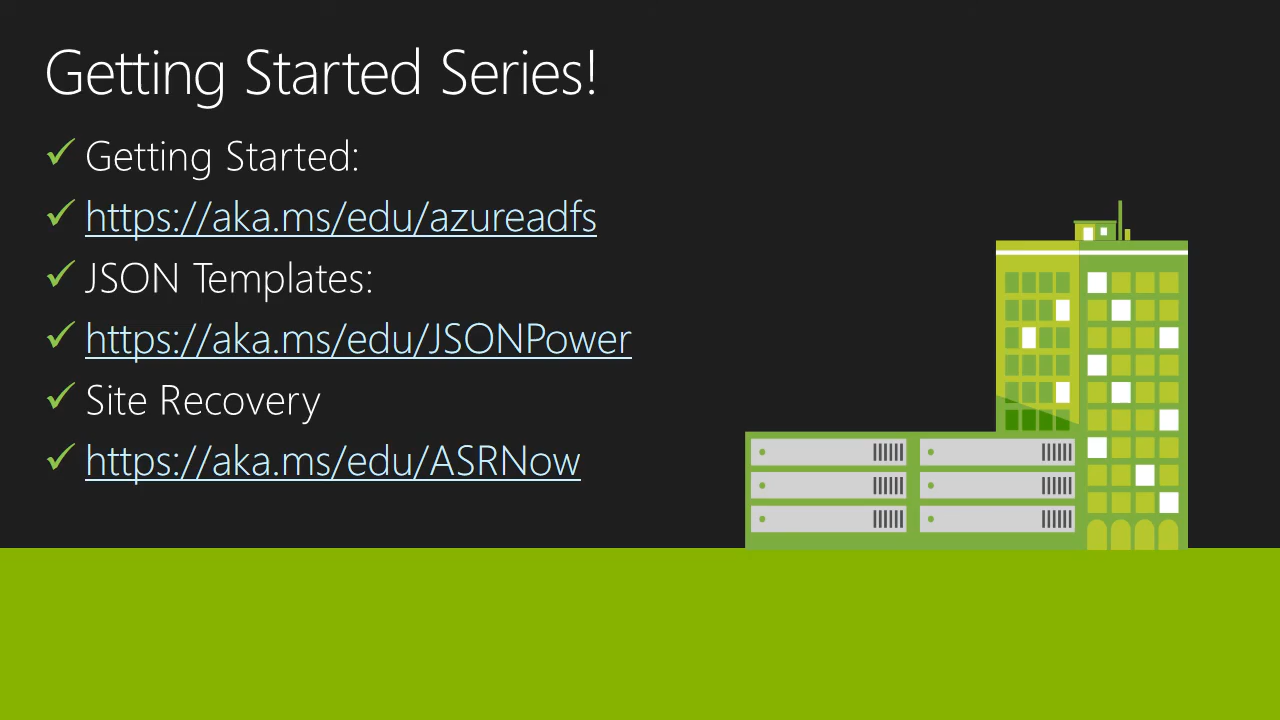 Getting Started Series!
Getting Started:
https://aka.ms/edu/azureadfs
JSON Templates:
https://aka.ms/edu/JSONPower
Site Recovery
https://aka.ms/edu/ASRNow